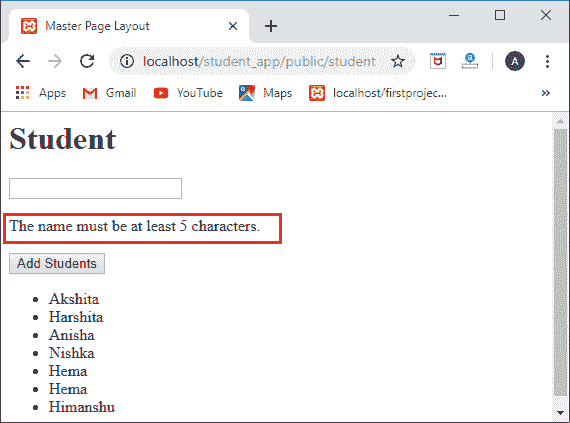 Master Page Layout
localhost/student_app/public/student
A
Apps Gmail YouTube Maps localhost/firstprojec...
Student
The name must be at least 5 characters.
Add Students
Akshita
Harshita
Anisha
Nishka
Hema
Hema
Himanshu